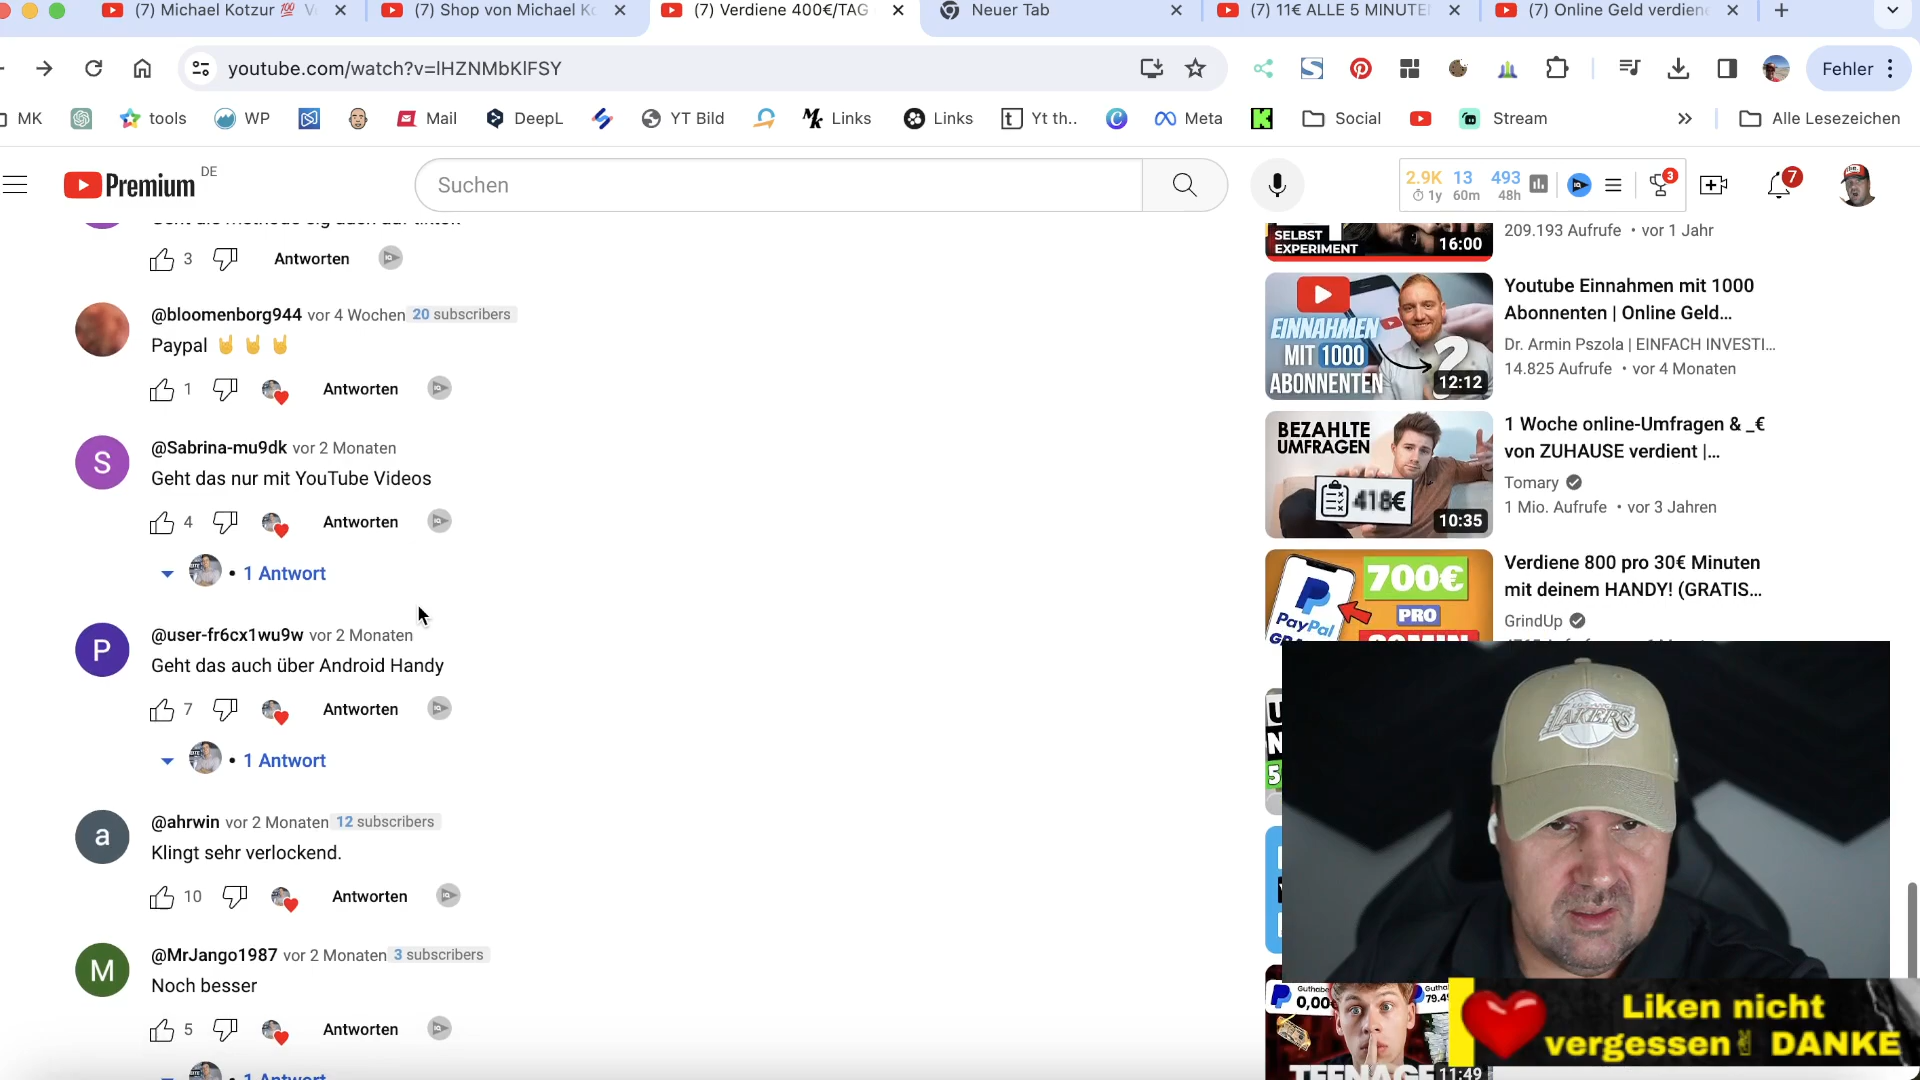 (7) Michael Kotzur 💯 V
(7) Shop von Michael Ko
(7) Verdiene 400€/TAG
Neuer Tab
(7) 11€ ALLE 5 MINUTE
(7) Online Geld verdiene
youtube.com/watch?v=lHZNMbKlFSY
Fehler
MK
tools
WP
Mail
DeepL
YT Bild
Links
Links
Yt th..
Meta
Social
Stream
Alle Lesezeichen
Premium DE
Suchen
2.9K 13 493
1y 60m 48h
3
7
3 Antworten
@bloomenborg944 vor 4 Wochen 20 subscribers
Paypal 🤘 🤘 🤘
1 Antworten
@Sabrina-mu9dk vor 2 Monaten
Geht das nur mit YouTube Videos
4 Antworten
• 1 Antwort
@user-fr6cx1wu9w vor 2 Monaten
Geht das auch über Android Handy
7 Antworten
• 1 Antwort
@ahrwin vor 2 Monaten 12 subscribers
Klingt sehr verlockend.
10 Antworten
@MrJango1987 vor 2 Monaten 3 subscribers
Noch besser
5 Antworten
• 1 Antwort
S
P
a
M
SELBST
EXPERIMENT
16:00
209.193 Aufrufe • vor 1 Jahr
EINNAHMEN
MIT 1000
ABONNENTEN
?
12:12
Youtube Einnahmen mit 1000
Abonnenten | Online Geld...
Dr. Armin Pszola | EINFACH INVESTI...
14.825 Aufrufe • vor 4 Monaten
BEZAHLTE
UMFRAGEN
418€
10:35
1 Woche online-Umfragen & _€
von ZUHAUSE verdient |...
Tomary
1 Mio. Aufrufe • vor 3 Jahren
700€
PRO
PayPal
Verdiene 800 pro 30€ Minuten
mit deinem HANDY! (GRATIS...
GrindUp
LAKERS
Guthabe
0,00€
79.4
TEENAGE
11:49
Liken nicht
vergessen✌ DANKE